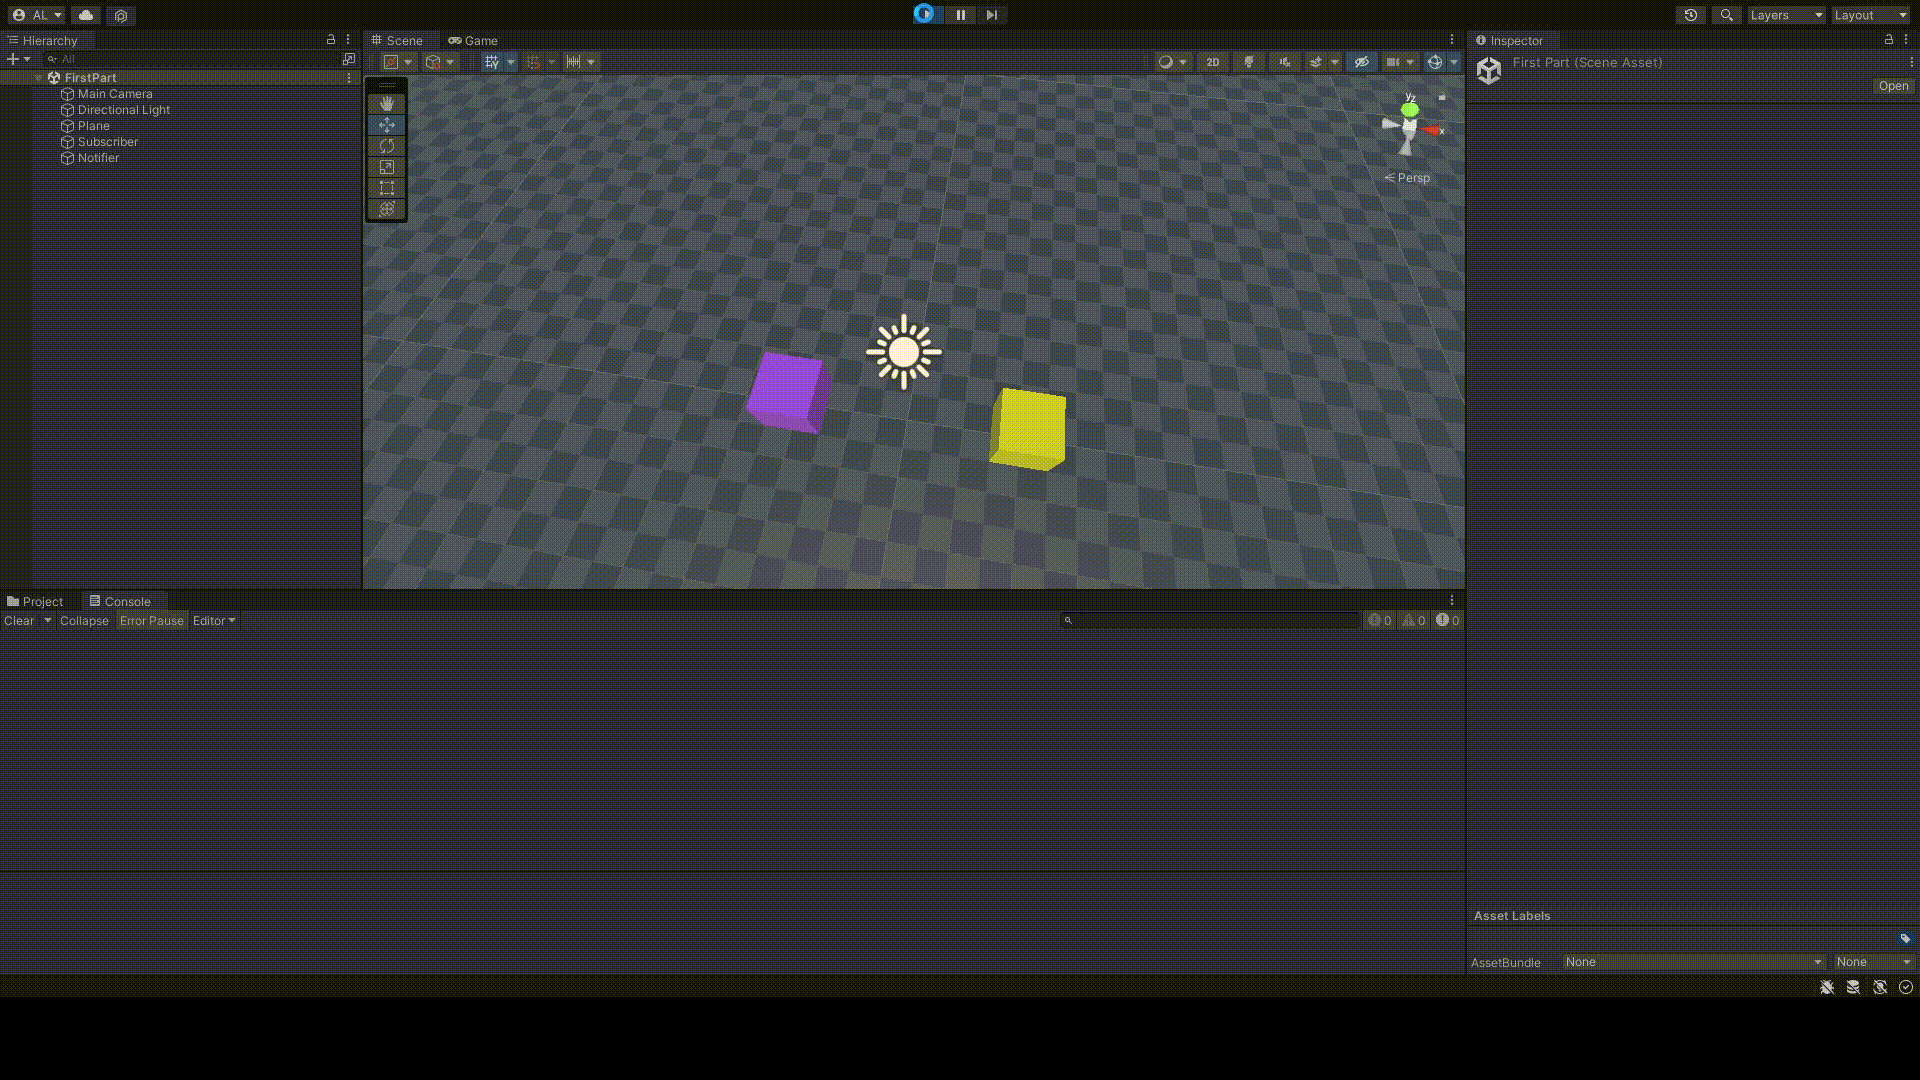 AL
Layers
Layout
Hierarchy
All
FirstPart
Main Camera
Directional Light
Plane
Subscriber
Notifier
Scene
Game
2D
y
z
x
Persp
Inspector
First Part (Scene Asset)
Open
Project
Console
Clear
Collapse
Error Pause
Editor
0
0
0
Asset Labels
AssetBundle
None
None